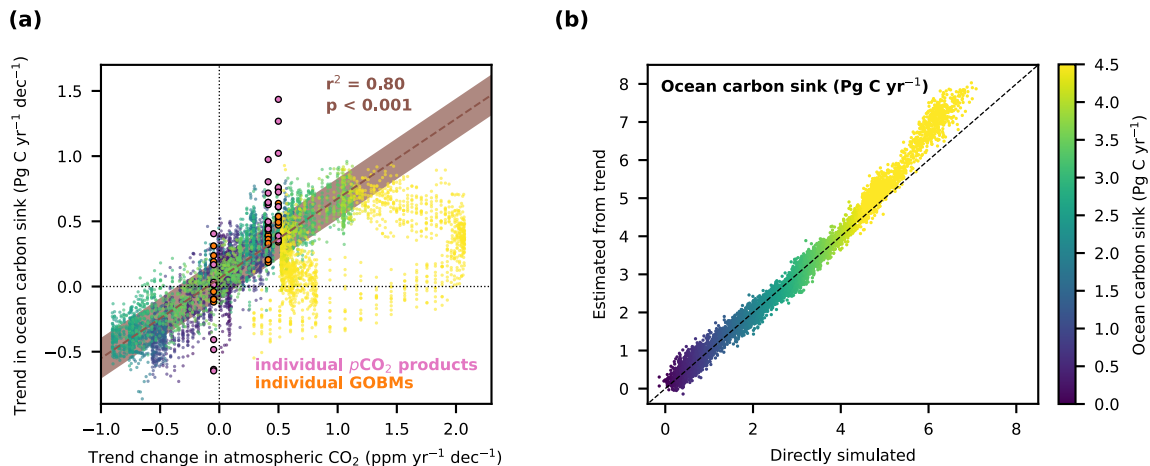 (a)
Trend in ocean carbon sink (Pg C yr⁻¹ dec⁻¹)
1.5
1.0
0.5
0.0
−0.5
r² = 0.80
p < 0.001
individual pCO₂ products
individual GOBMs
−1.0 −0.5 0.0 0.5 1.0 1.5 2.0
Trend change in atmospheric CO₂ (ppm yr⁻¹ dec⁻¹)
(b)
Estimated from trend
8
7
6
5
4
3
2
1
0
Ocean carbon sink (Pg C yr⁻¹)
0 2 4 6 8
Directly simulated
4.5
4.0
3.5
3.0
2.5
2.0
1.5
1.0
0.5
0.0
Ocean carbon sink (Pg C yr⁻¹)